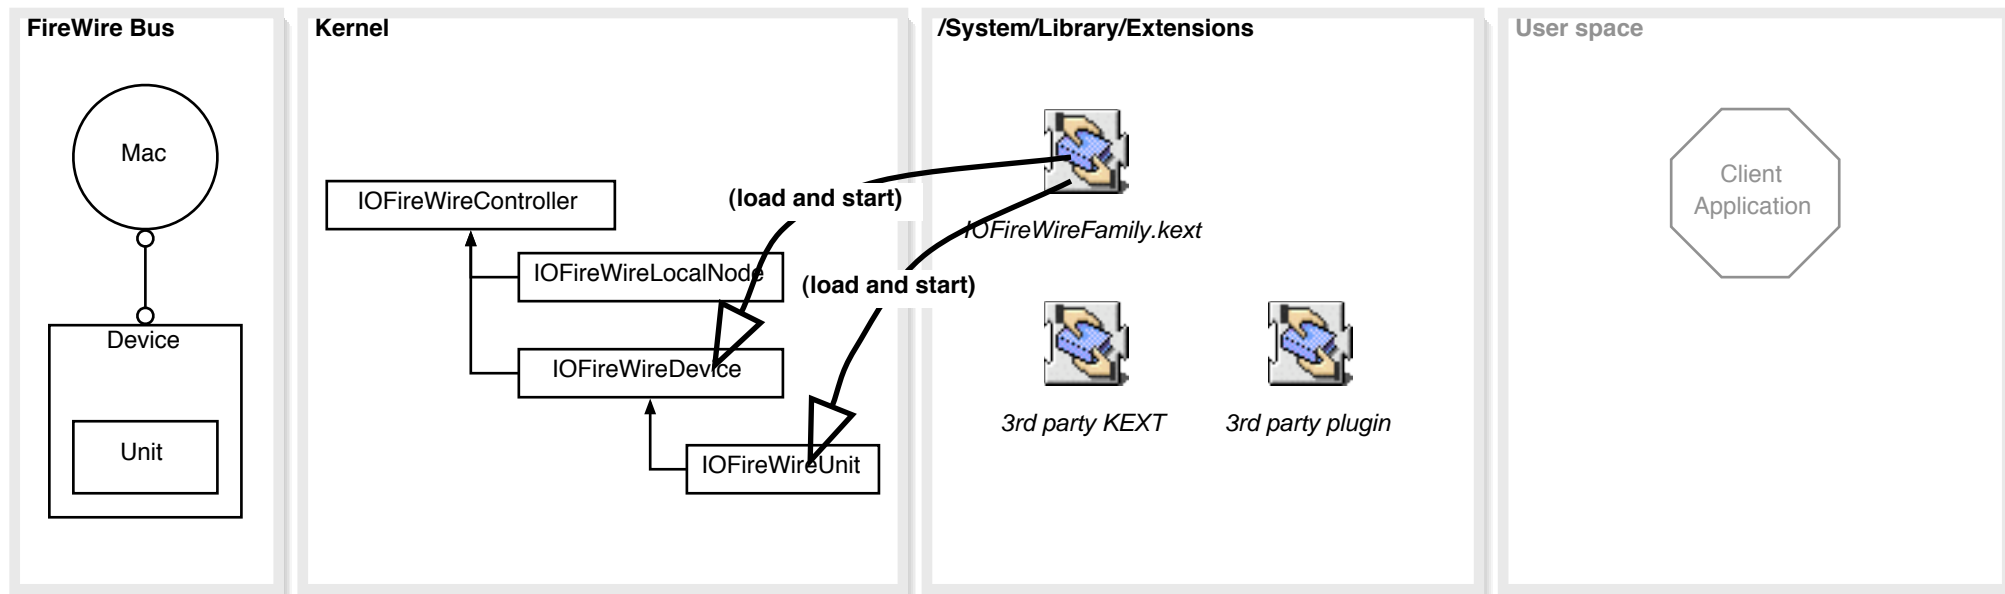 FireWire Bus
Mac
Device
Unit
Kernel
IOFireWireController
IOFireWireLocalNode
IOFireWireDevice
IOFireWireUnit
(load and start)
(load and start)
/System/Library/Extensions
IOFireWireFamily.kext
3rd party KEXT
3rd party plugin
User space
Client
Application